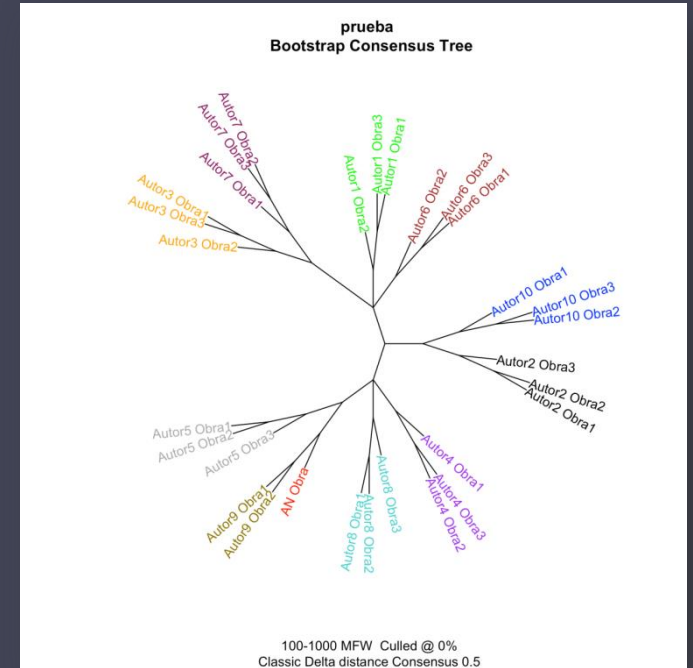 prueba
Bootstrap Consensus Tree
Autor7 Obra2
Autor7 Obra3
Autor7 Obra1
Autor3 Obra1
Autor3 Obra3
Autor3 Obra2
Autor1 Obra2
Autor1 Obra3
Autor1 Obra1
Autor6 Obra2
Autor6 Obra3
Autor6 Obra1
Autor10 Obra1
Autor10 Obra3
Autor10 Obra2
Autor2 Obra3
Autor2 Obra2
Autor2 Obra1
Autor4 Obra1
Autor4 Obra3
Autor4 Obra2
Autor8 Obra3
Autor8 Obra2
Autor8 Obra1
AN Obra
Autor9 Obra2
Autor9 Obra1
Autor5 Obra3
Autor5 Obra2
Autor5 Obra1
100-1000 MFW Culled @ 0%
Classic Delta distance Consensus 0.5